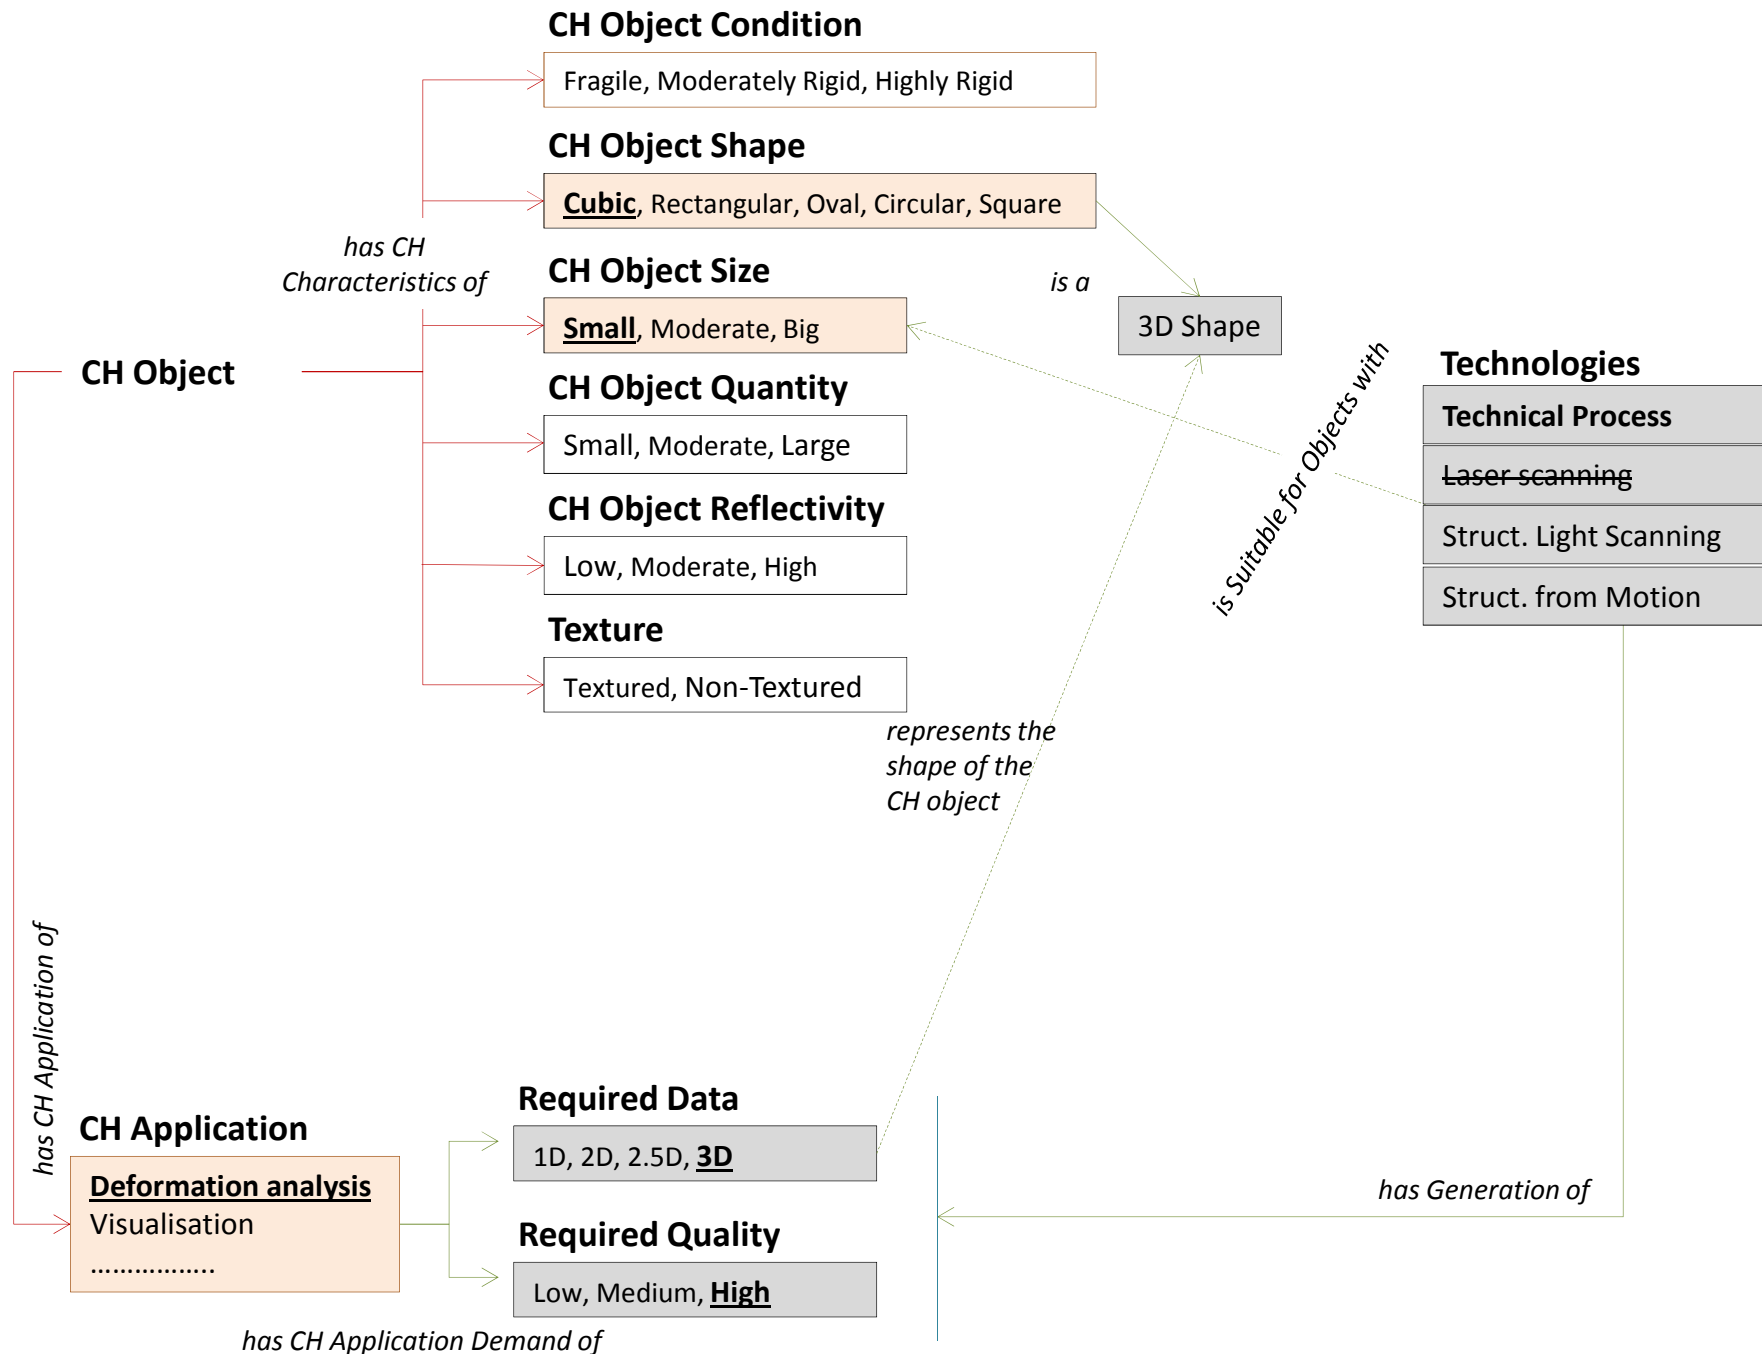 CH Object Condition
Fragile, Moderately Rigid, Highly Rigid
CH Object Shape
Cubic, Rectangular, Oval, Circular, Square
has CH
Characteristics of
CH Object Size
Small, Moderate, Big
is a
3D Shape
CH Object
CH Object Quantity
Small, Moderate, Large
CH Object Reflectivity
Low, Moderate, High
Texture
Textured, Non-Textured
is Suitable for Objects with
Technologies
Technical Process
Laser scanning
Struct. Light Scanning
Struct. from Motion
represents the
shape of the
CH object
has CH Application of
CH Application
Deformation analysis
Visualisation
……………..
Required Data
1D, 2D, 2.5D, 3D
Required Quality
Low, Medium, High
has Generation of
has CH Application Demand of